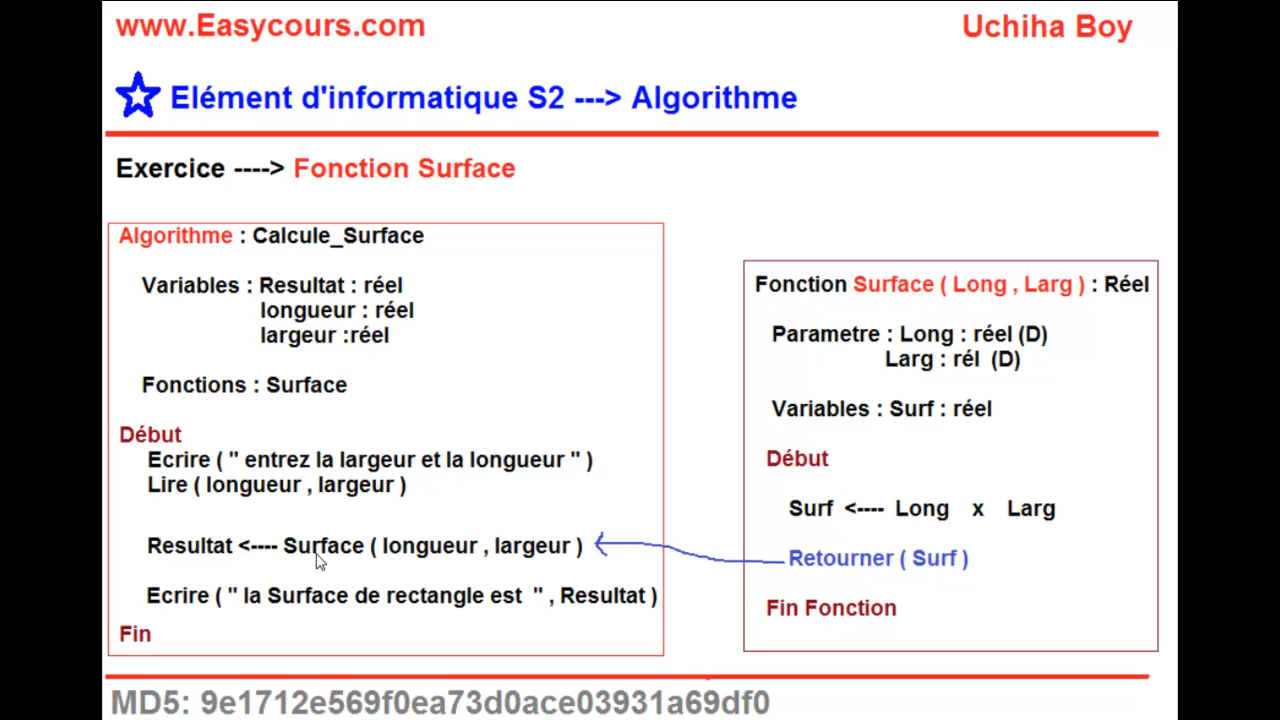 www.Easycours.com
Uchiha Boy
Elément d'informatique S2 ---> Algorithme
Exercice ----> Fonction Surface
Algorithme : Calcule_Surface
Variables : Resultat : réel
longueur : réel
largeur :réel
Fonctions : Surface
Début
Ecrire ( " entrez la largeur et la longueur " )
Lire ( longueur , largeur )
Resultat <---- Surface ( longueur , largeur )
Ecrire ( " la Surface de rectangle est " , Resultat )
Fin
Fonction Surface ( Long , Larg ) : Réel
Parametre : Long : réel (D)
Larg : rél (D)
Variables : Surf : réel
Début
Surf <---- Long x Larg
Retourner ( Surf )
Fin Fonction
MD5: 9e1712e569f0ea73d0ace03931a69df0